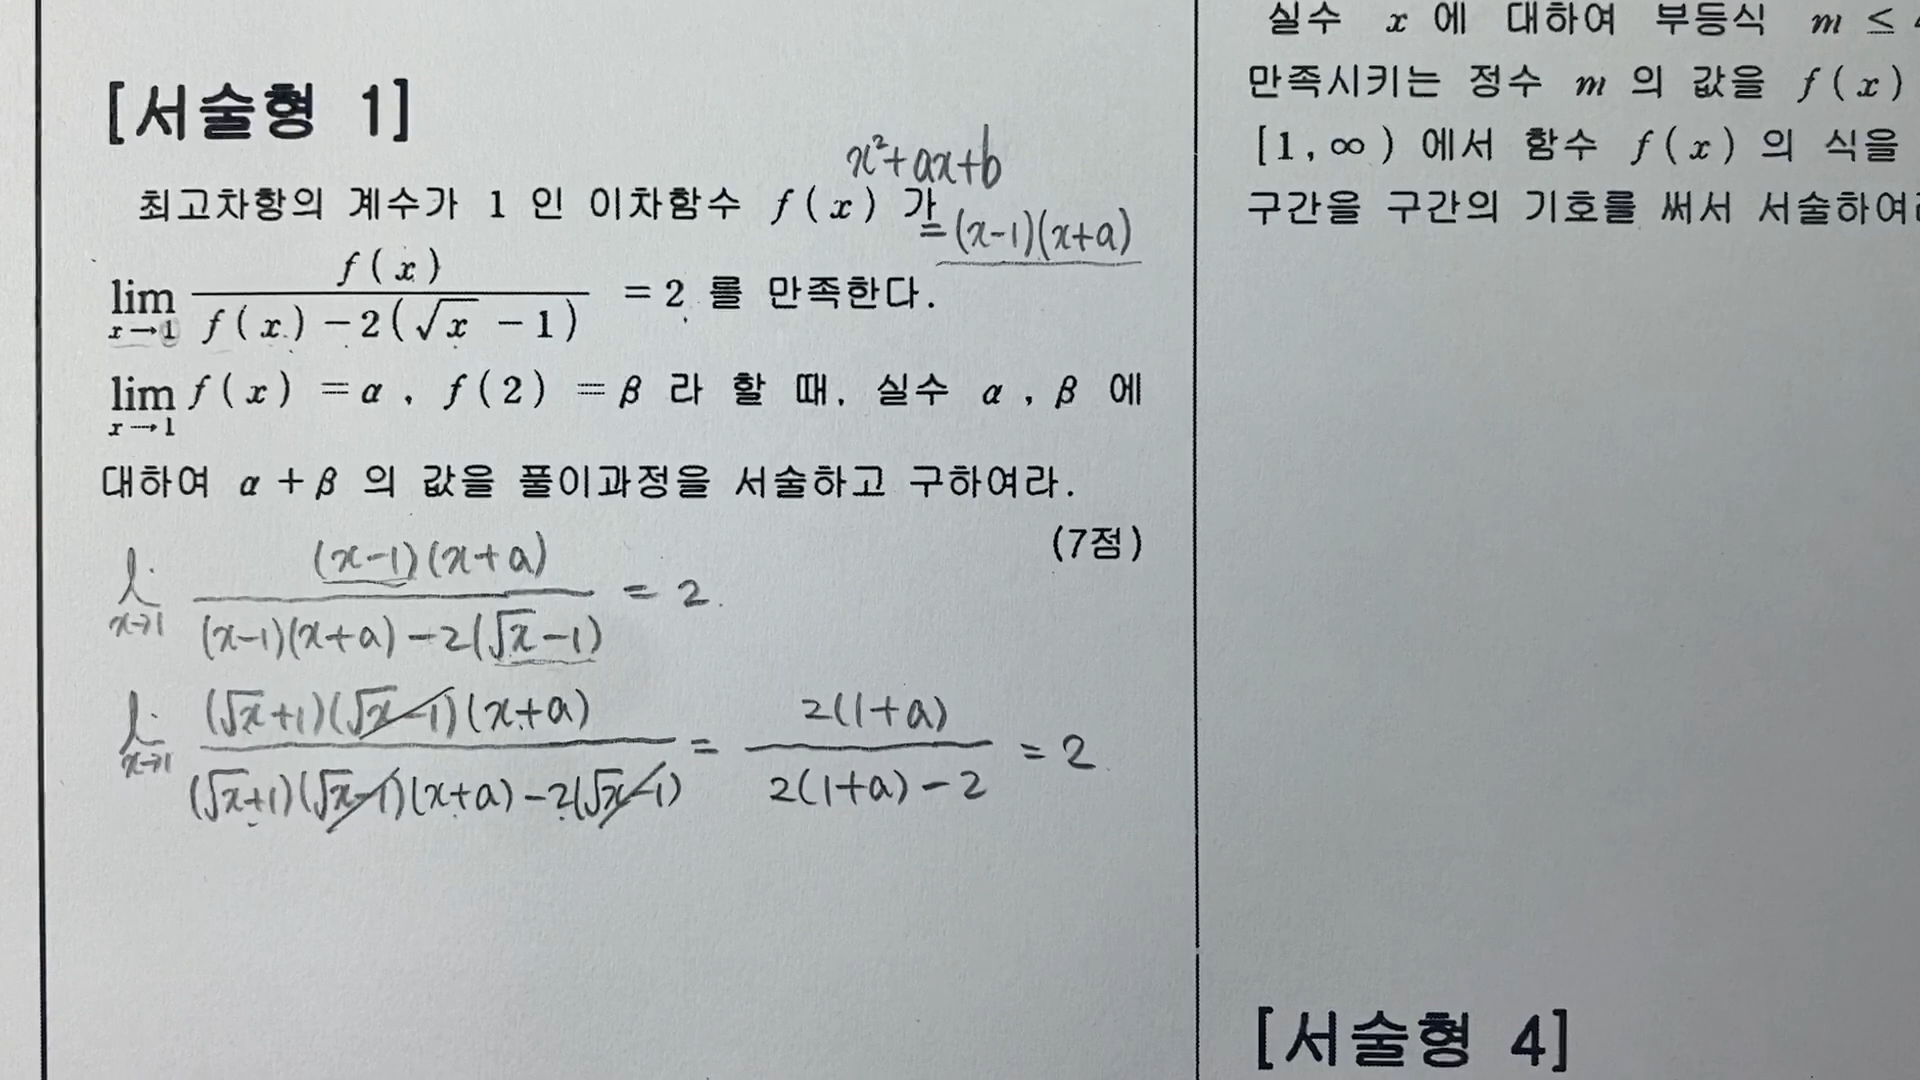 [서술형 1]
x²+ax+b
최고차항의 계수가 1 인 이차함수 f(x) 가
=(x-1)(x+a)
lim x→1 f(x) / f(x)-2(√x -1) =2 를 만족한다.
lim x→1 f(x) =α, f(2) =β 라 할 때, 실수 α, β 에
대하여 α+β 의 값을 풀이과정을 서술하고 구하여라.
(7점)
li x→1 (x-1)(x+a) / (x-1)(x+a)-2(√x-1) = 2.
li x→1 (√x+1)(√x-1)(x+a) / (√x+1)(√x-1)(x+a)-2(√x-1) = 2(1+a) / 2(1+a)-2 = 2
실수 x 에 대하여 부등식 m ≤
만족시키는 정수 m 의 값을 f(x)
[1,∞) 에서 함수 f(x) 의 식을
구간을 구간의 기호를 써서 서술하여
[서술형 4]